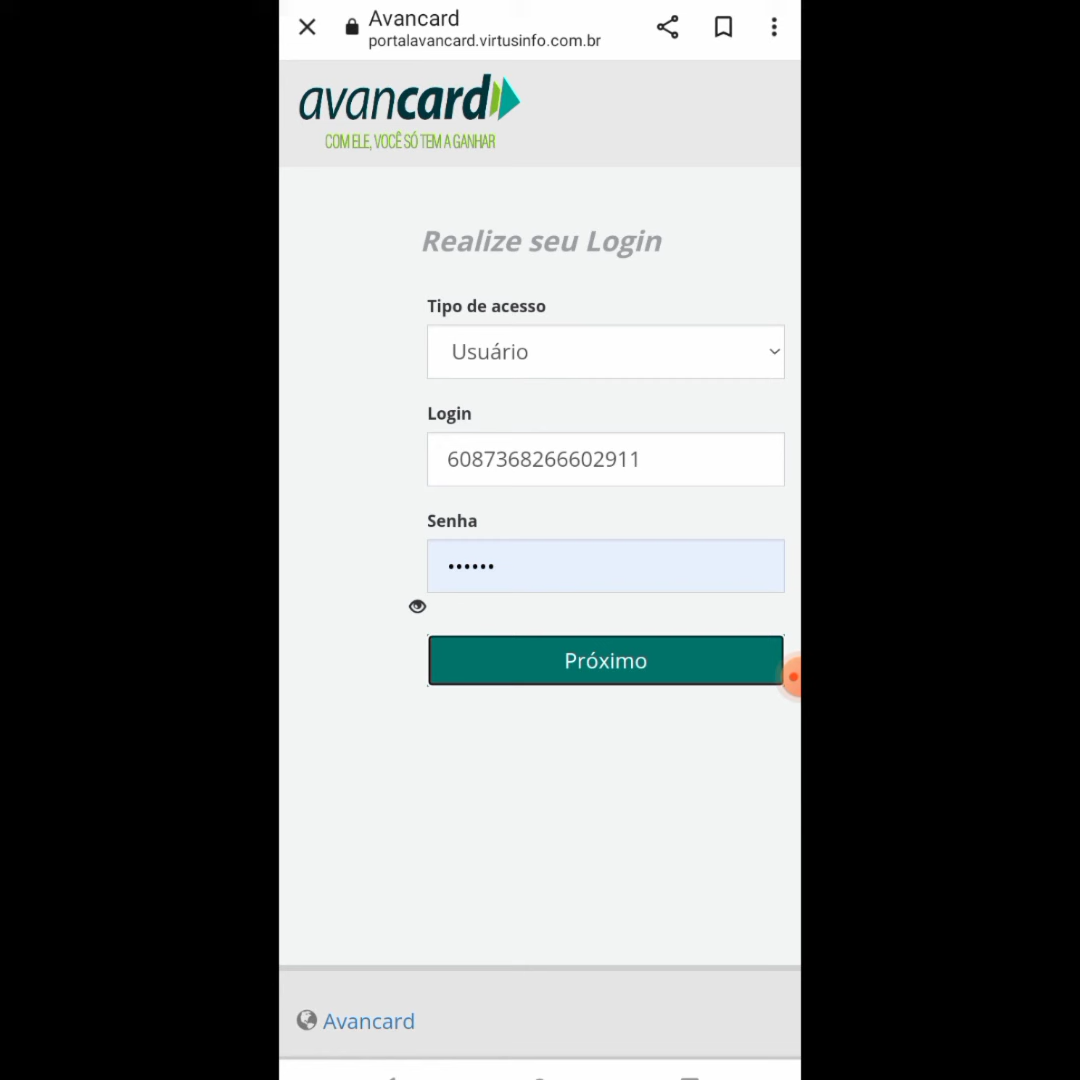 Avancard
portalavancard.virtusinfo.com.br
avancard
COM ELE, VOCÊ SÓ TEM A GANHAR
Realize seu Login
Tipo de acesso
Usuário
Login
6087368266602911
Senha
••••••
Próximo
Avancard